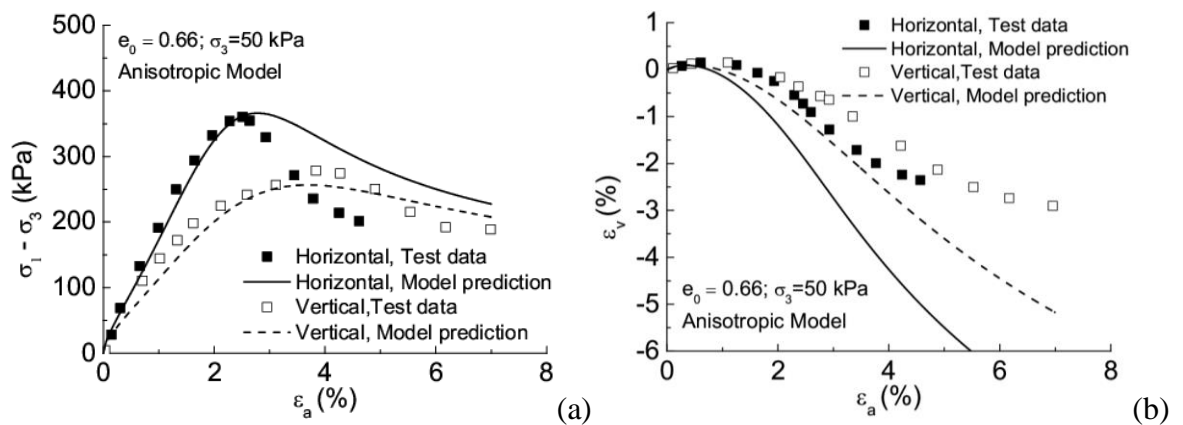 500
400
300
200
100
0
σ₁ - σ₃ (kPa)
e₀ = 0.66; σ₃=50 kPa
Anisotropic Model
Horizontal, Test data
Horizontal, Model prediction
Vertical,Test data
Vertical, Model prediction
0 2 4 6 8
εₐ (%)
(a)
1
0
-1
-2
-3
-4
-5
-6
εᵥ (%)
Horizontal, Test data
Horizontal, Model prediction
Vertical,Test data
Vertical, Model prediction
e₀ = 0.66; σ₃=50 kPa
Anisotropic Model
0 2 4 6 8
εₐ (%)
(b)